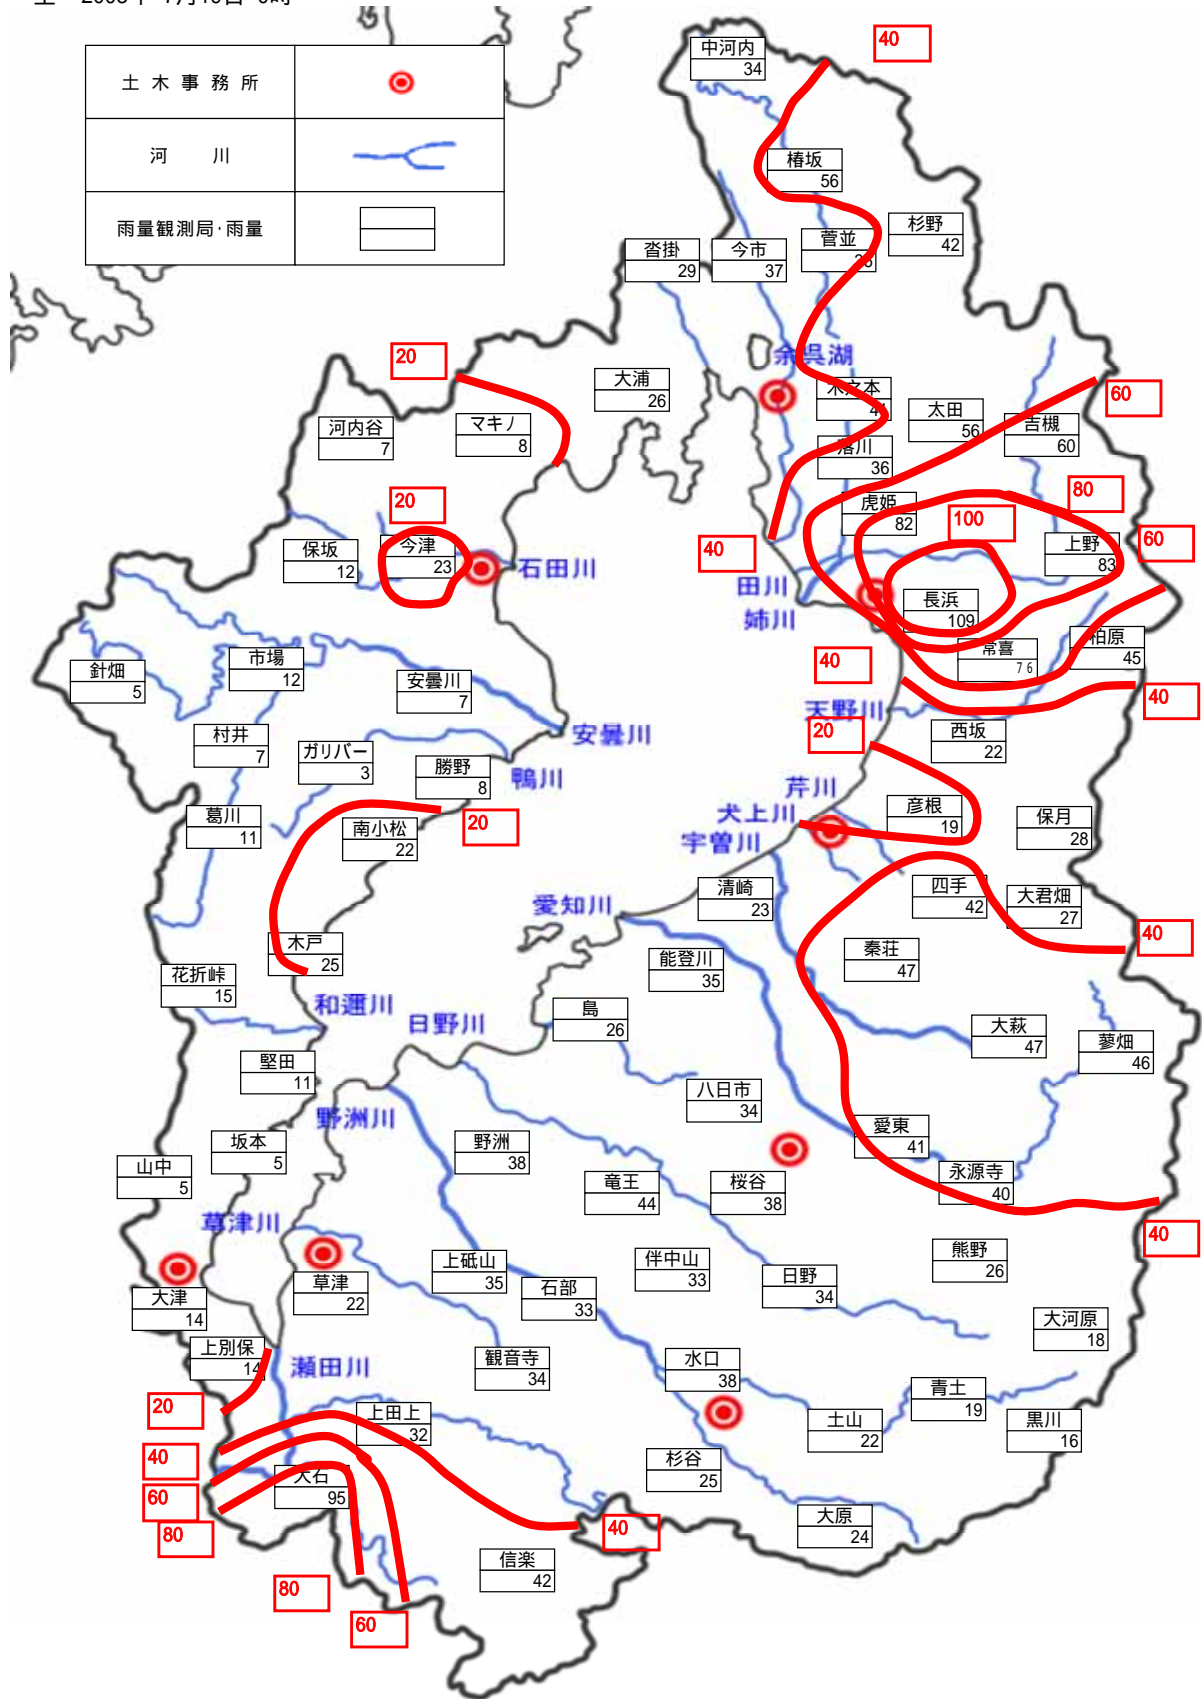 土木事務所
河川
雨量観測局・雨量
40
中河内
34
椿坂
56
杉野
42
菅並
沓掛
29
今市
37
余呉湖
20
大浦
26
木之本
太田
56
60
吉槻
60
河内谷
7
マキノ
8
落川
36
20
虎姫
82
80
100
60
上野
83
保坂
12
今津
23
石田川
40
田川
姉川
長浜
109
常喜
76
柏原
45
針畑
5
市場
12
安曇川
7
40
天野川
40
西坂
22
村井
7
ガリバー
3
勝野
8
安曇川
鴨川
20
芹川
犬上川
宇曽川
彦根
19
保月
28
葛川
11
南小松
22
20
清崎
23
四手
42
大君畑
27
愛知川
木戸
25
能登川
35
秦荘
47
40
花折峠
15
和邇川
日野川
島
26
大萩
47
蓼畑
46
堅田
11
八日市
34
野洲川
愛東
41
坂本
5
野洲
38
山中
5
竜王
44
桜谷
38
永源寺
40
40
草津川
大津
14
草津
22
上砥山
35
石部
33
伴中山
33
日野
34
熊野
26
大河原
18
上別保
14
瀬田川
観音寺
34
水口
38
青土
19
黒川
16
20
上田上
32
土山
22
40
杉谷
25
60
大石
95
80
40
大原
24
信楽
42
80
60